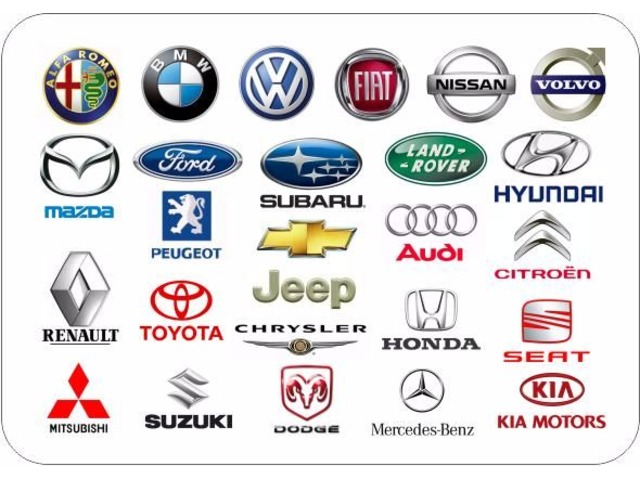 ALFA ROMEO
BMW
VW
FIAT
NISSAN
VOLVO
mazda
Ford
SUBARU
LAND-
-ROVER
HYUNDAI
PEUGEOT
Audi
CITROËN
RENAULT
TOYOTA
Jeep
CHRYSLER
HONDA
SEAT
MITSUBISHI
SUZUKI
DODGE
Mercedes-Benz
KIA
KIA MOTORS